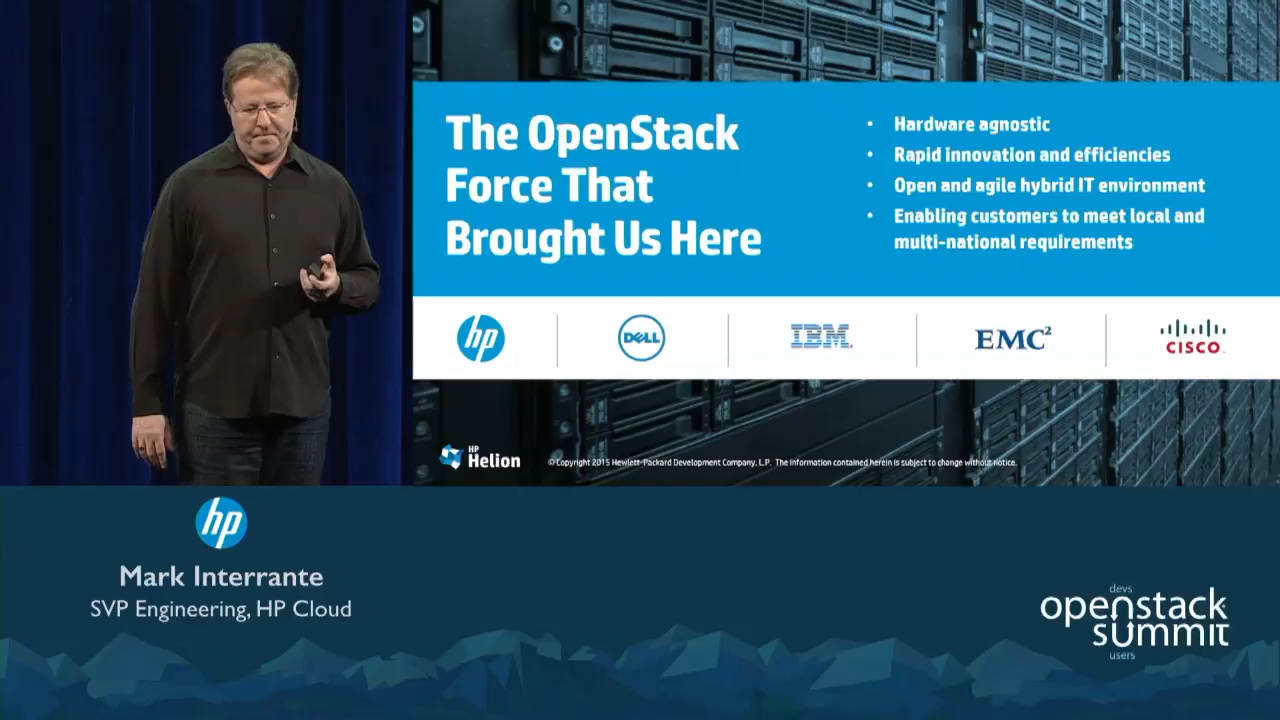 The OpenStack
Force That
Brought Us Here
• Hardware agnostic
• Rapid innovation and efficiencies
• Open and agile hybrid IT environment
• Enabling customers to meet local and
multi-national requirements
hp
DELL
IBM.
EMC²
CISCO
HP
Helion
© Copyright 2015 Hewlett-Packard Development Company, L.P. The information contained herein is subject to change without notice.
hp
Mark Interrante
SVP Engineering, HP Cloud
devs
openstack
summit
users